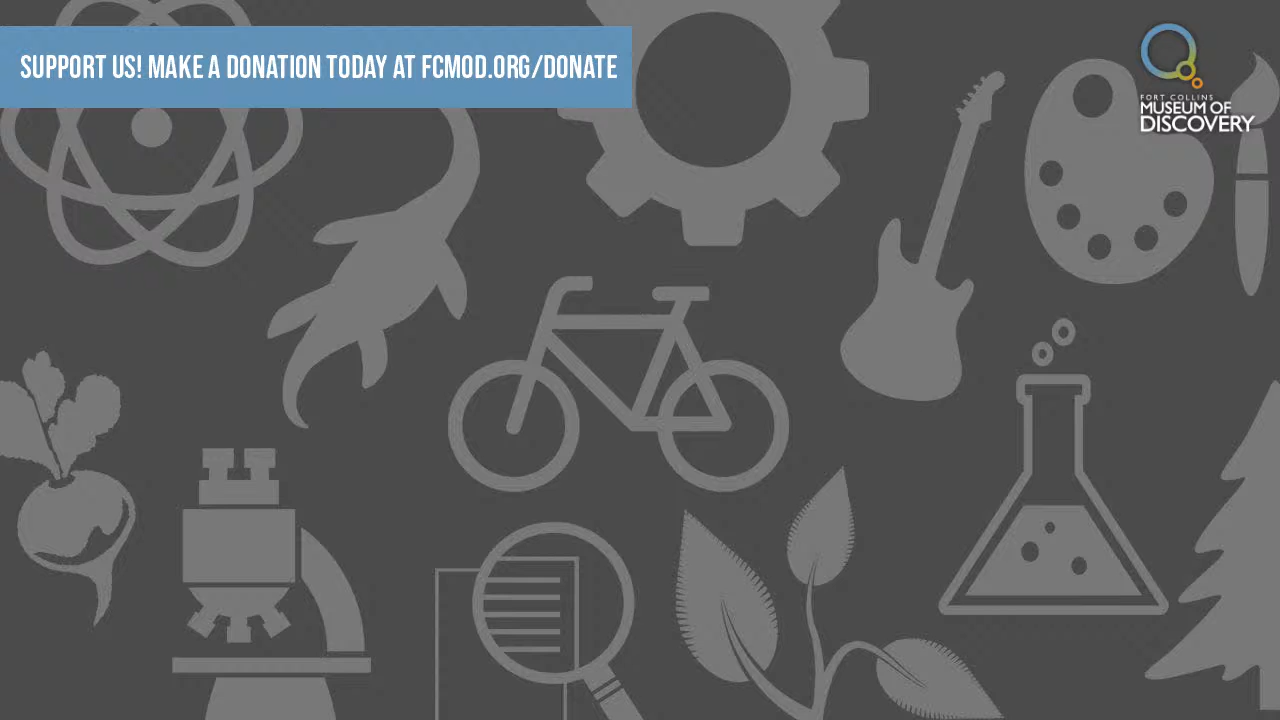 SUPPORT US! MAKE A DONATION TODAY AT FCMOD.ORG/DONATE
FORT COLLINS
MUSEUM OF
DISCOVERY